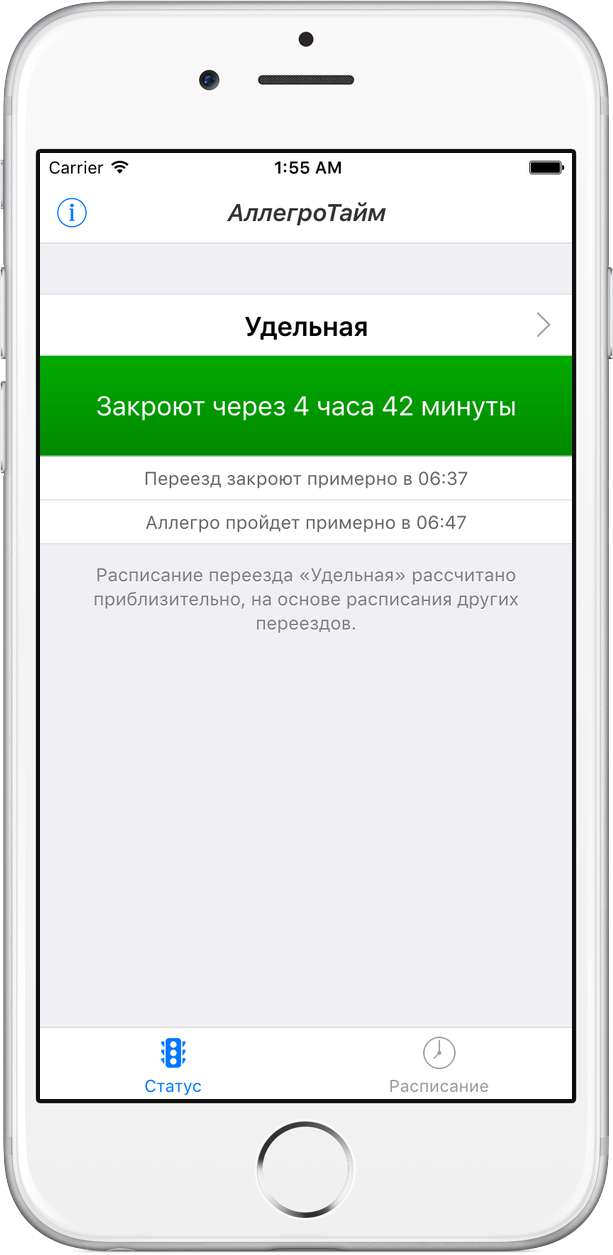 Carrier 1:55 AM
АллегроТайм
Удельная
Закроют через 4 часа 42 минуты
Переезд закроют примерно в 06:37
Аллегро пройдет примерно в 06:47
Расписание переезда «Удельная» рассчитано
приблизительно, на основе расписания других
переездов.
Статус Расписание